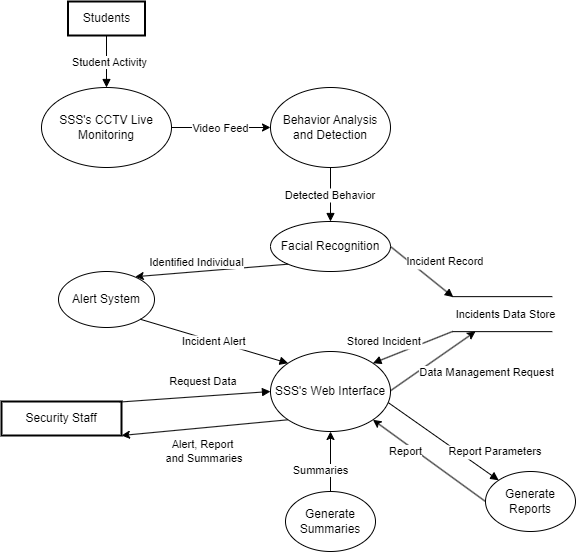 Students
Student Activity
SSS's CCTV Live
Monitoring
Video Feed
Behavior Analysis
and Detection
Detected Behavior
Facial Recognition
Identified Individual
Incident Record
Alert System
Incidents Data Store
Incident Alert
Stored Incident
Data Management Request
SSS's Web Interface
Request Data
Security Staff
Alert, Report
and Summaries
Summaries
Report
Report Parameters
Generate
Reports
Generate
Summaries